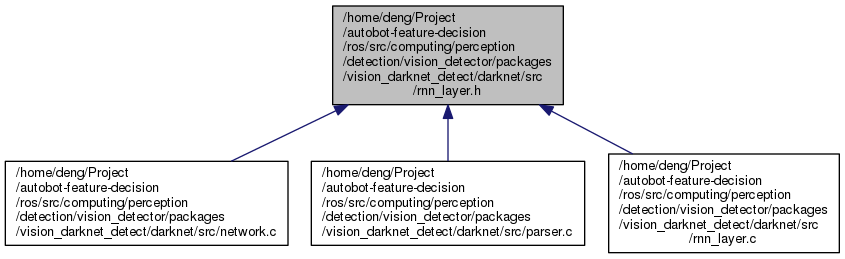 /home/deng/Project
/autobot-feature-decision
/ros/src/computing/perception
/detection/vision_detector/packages
/vision_darknet_detect/darknet/src
/rnn_layer.h
/home/deng/Project
/autobot-feature-decision
/ros/src/computing/perception
/detection/vision_detector/packages
/vision_darknet_detect/darknet/src/network.c
/home/deng/Project
/autobot-feature-decision
/ros/src/computing/perception
/detection/vision_detector/packages
/vision_darknet_detect/darknet/src/parser.c
/home/deng/Project
/autobot-feature-decision
/ros/src/computing/perception
/detection/vision_detector/packages
/vision_darknet_detect/darknet/src
/rnn_layer.c